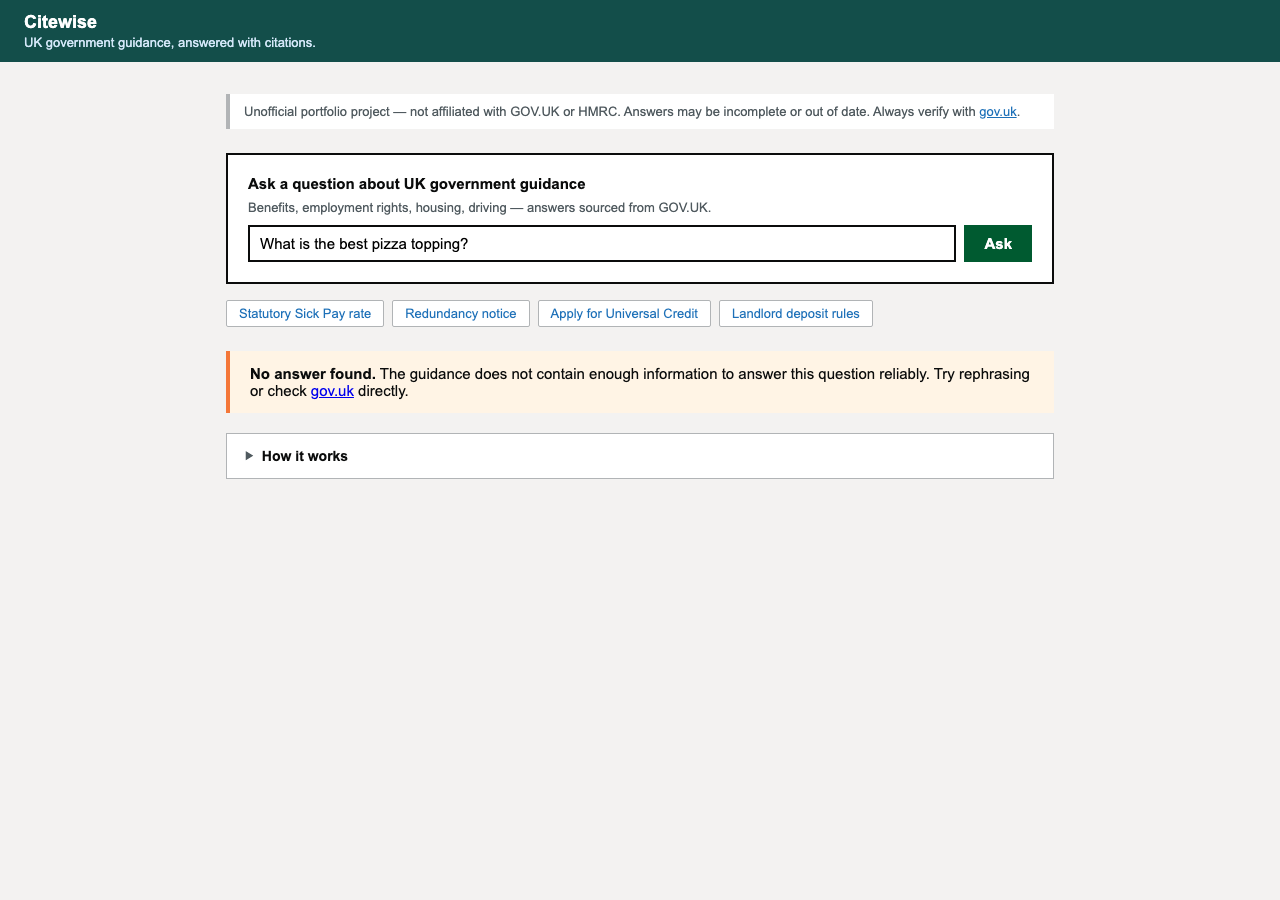 Citewise
UK government guidance, answered with citations.
Unofficial portfolio project — not affiliated with GOV.UK or HMRC. Answers may be incomplete or out of date. Always verify with gov.uk.
Ask a question about UK government guidance
Benefits, employment rights, housing, driving — answers sourced from GOV.UK.
What is the best pizza topping?
Ask
Statutory Sick Pay rate
Redundancy notice
Apply for Universal Credit
Landlord deposit rules
No answer found. The guidance does not contain enough information to answer this question reliably. Try rephrasing
or check gov.uk directly.
How it works